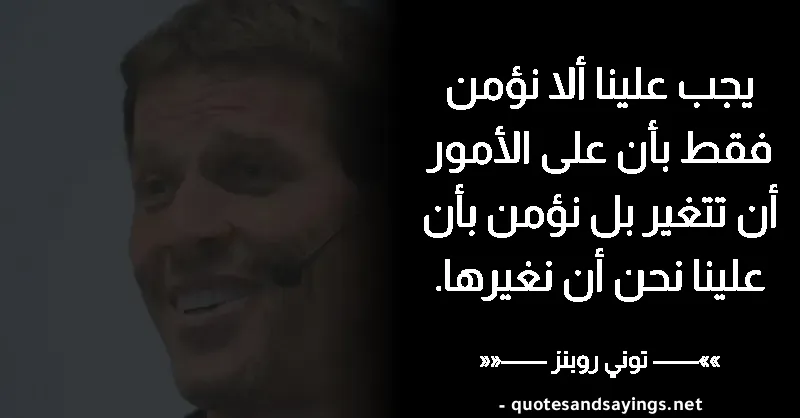 يجب علينا ألا نؤمن
فقط بأن على الأمور
أن تتغير بل نؤمن بأن
علينا نحن أن نغيرها.
»»—— توني روبنز ——««
- quotesandsayings.net